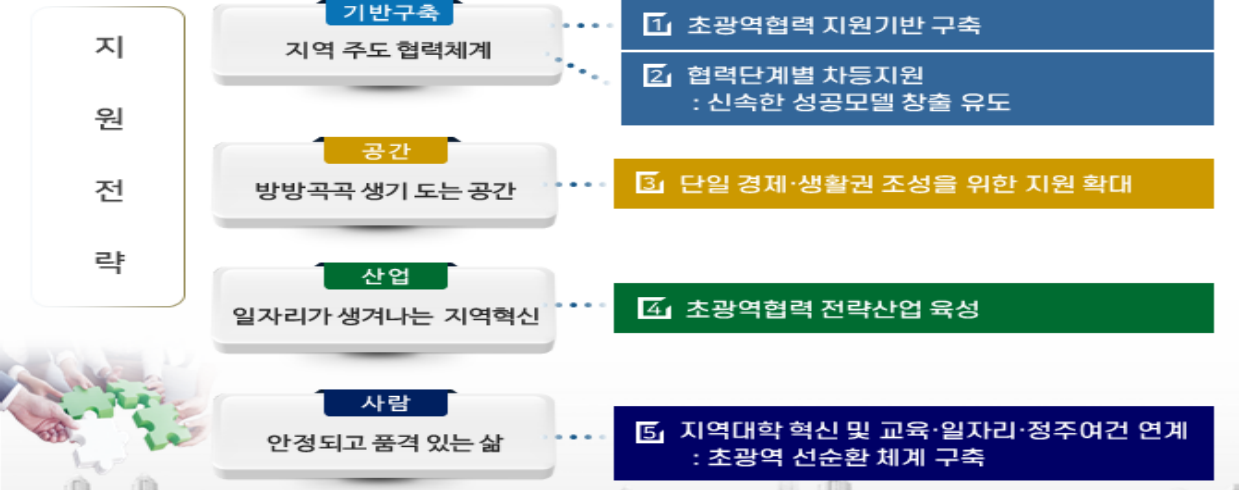 지
원
전
략
기반구축
지역 주도 협력체계
1 초광역협력 지원기반 구축
2 협력단계별 차등지원
: 신속한 성공모델 창출 유도
공간
방방곡곡 생기 도는 공간
3 단일 경제·생활권 조성을 위한 지원 확대
산업
일자리가 생겨나는 지역혁신
4 초광역협력 전략산업 육성
사람
안정되고 품격 있는 삶
5 지역대학 혁신 및 교육·일자리·정주여건 연계
: 초광역 선순환 체계 구축